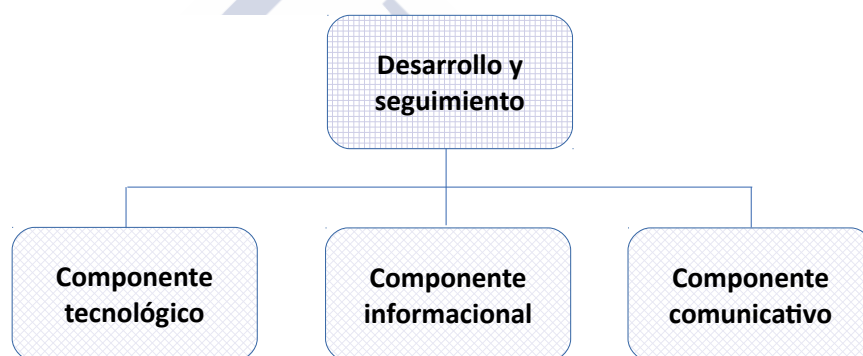 Desarrollo y
seguimiento
Componente
tecnológico
Componente
informacional
Componente
comunicativo